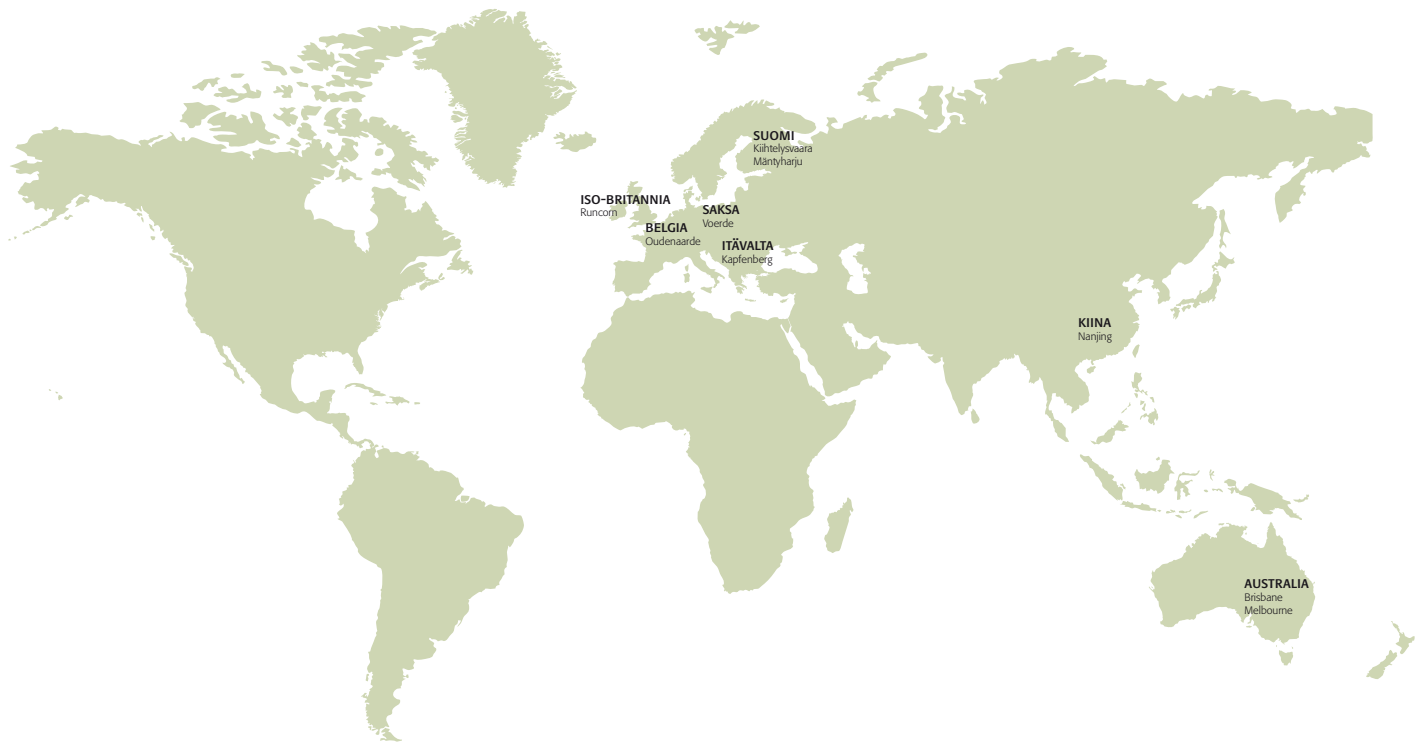 SUOMI
Kiihtelysvaara
Mäntyharju
ISO-BRITANNIA
Runcorn
SAKSA
Voerde
BELGIA
Oudenaarde
ITÄVALTA
Kapfenberg
KIINA
Nanjing
AUSTRALIA
Brisbane
Melbourne